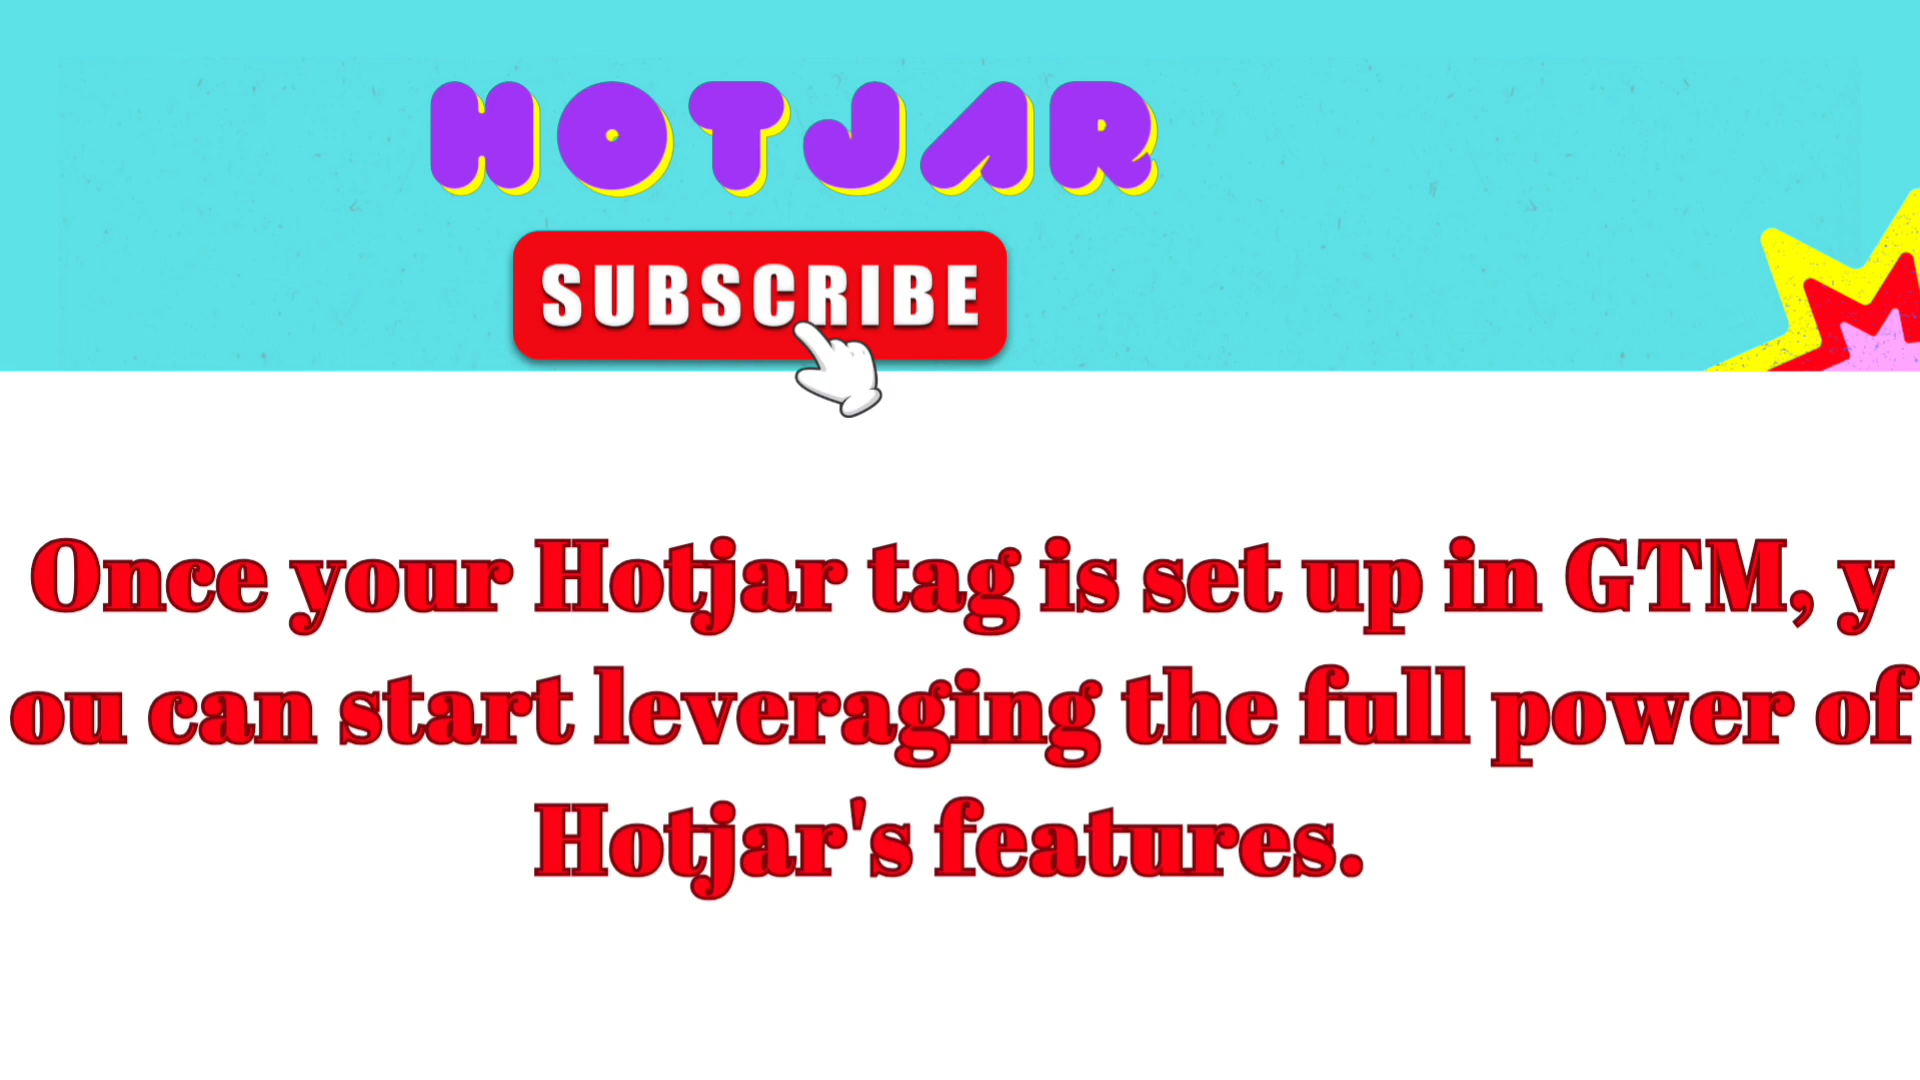 HOTJAR
SUBSCRIBE
Once your Hotjar tag is set up in GTM, y
ou can start leveraging the full power of
Hotjar's features.